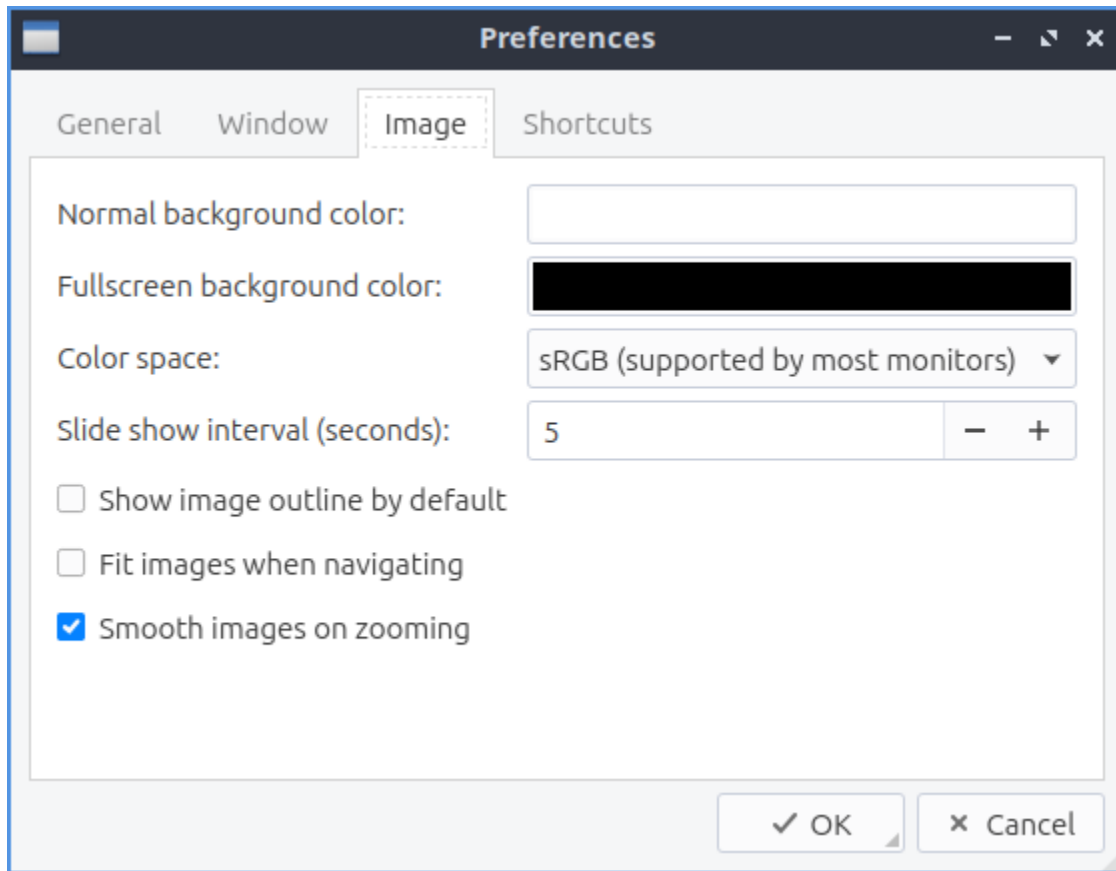 Preferences
General Window Image Shortcuts
Normal background color:
Fullscreen background color:
Color space: sRGB (supported by most monitors)
Slide show interval (seconds): 5
Show image outline by default
Fit images when navigating
Smooth images on zooming
OK Cancel